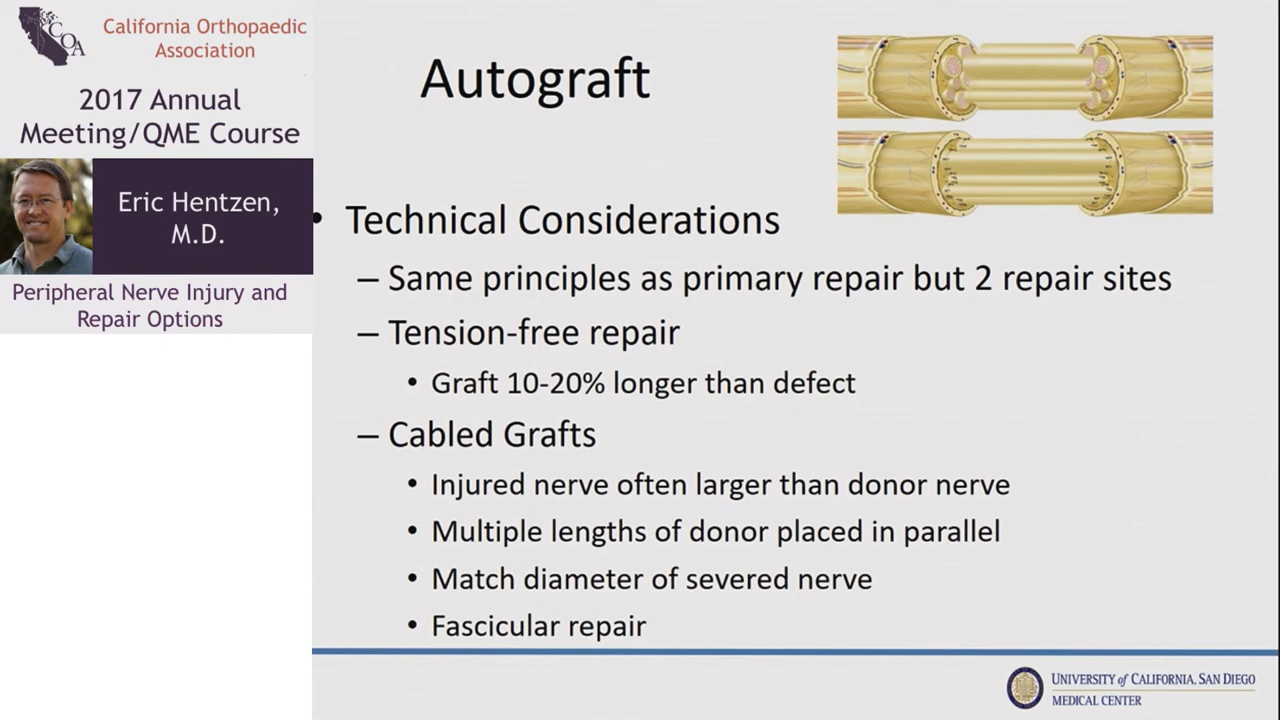 COA
California Orthopaedic
Association
2017 Annual
Meeting/QME Course
Eric Hentzen,
M.D.
Peripheral Nerve Injury and
Repair Options
Autograft
• Technical Considerations
– Same principles as primary repair but 2 repair sites
– Tension-free repair
• Graft 10-20% longer than defect
– Cabled Grafts
• Injured nerve often larger than donor nerve
• Multiple lengths of donor placed in parallel
• Match diameter of severed nerve
• Fascicular repair
UNIVERSITY of CALIFORNIA, SAN DIEGO
MEDICAL CENTER